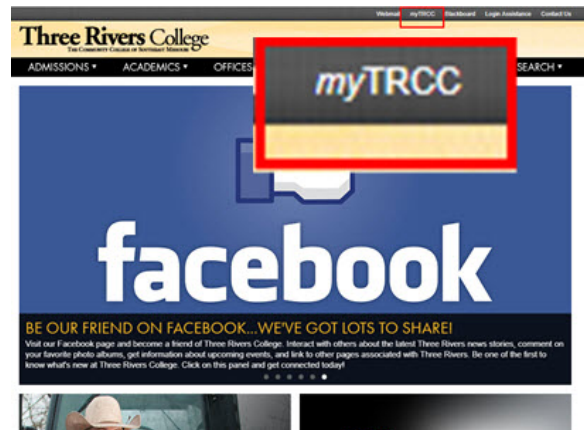 Webmail myTRCC Blackboard Login Assistance Contact Us
Three Rivers College
The Community College of Southeast Missouri
ADMISSIONS ▾ ACADEMICS ▾ OFFICES SEARCH ▾
myTRCC
facebook
BE OUR FRIEND ON FACEBOOK...WE'VE GOT LOTS TO SHARE!
Visit our Facebook page and become a friend of Three Rivers College. Interact with others about the latest Three Rivers news stories, comment on
your favorite photo albums, get information about upcoming events, and link to other pages associated with Three Rivers. Be one of the first to
know what's new at Three Rivers College. Click on this panel and get connected today!